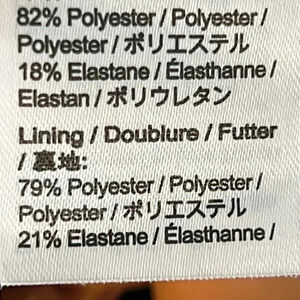 82% Polyester / Polyester /
Polyester / ポリエステル
18% Elastane / Élasthanne /
Elastan / ポリウレタン
Lining / Doublure / Futter
/ 裏地:
79% Polyester / Polyester /
Polyester / ポリエステル
21% Elastane / Élasthanne /